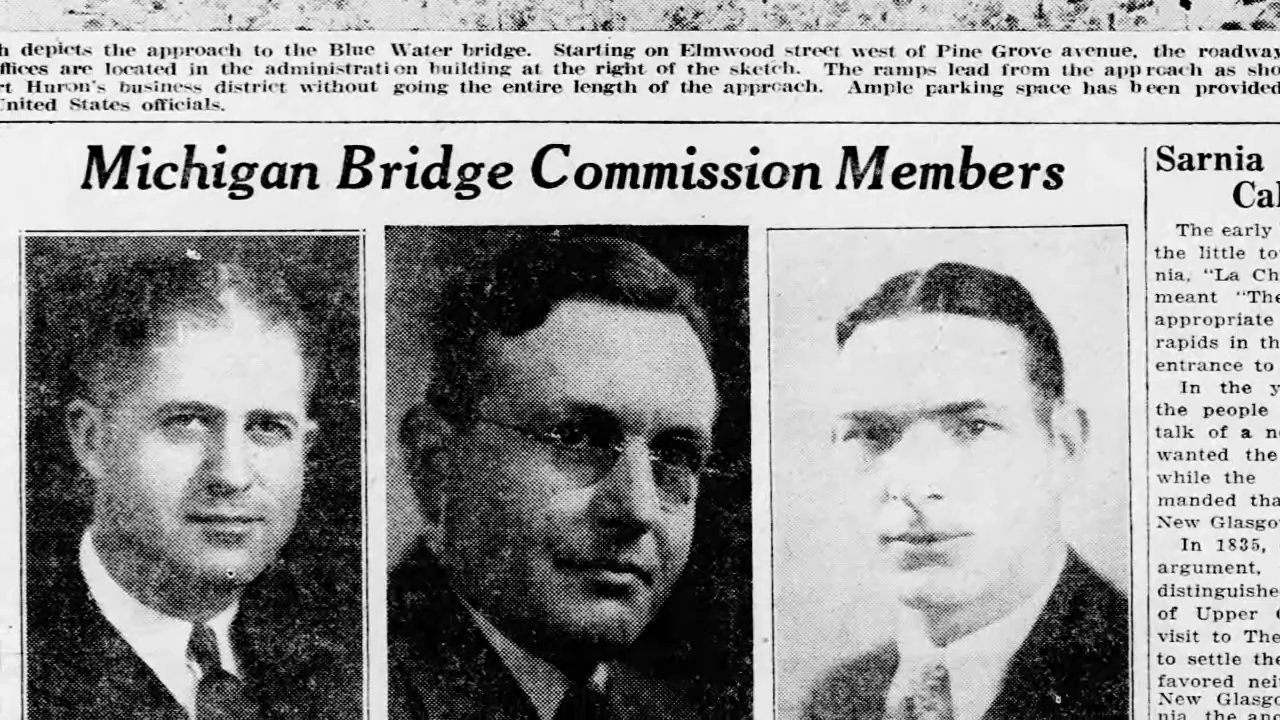 h depicts the approach to the Blue Water bridge. Starting on Elmwood street west of Pine Grove avenue, the roadway
ffices are located in the administration building at the right of the sketch. The ramps lead from the approach as sho
rt Huron's business district without going the entire length of the approach. Ample parking space has been provided
United States officials.
Michigan Bridge Commission Members
Sarnia
Cal
The early
the little to
nia, "La Ch
meant "The
appropriate
rapids in th
entrance to
In the y
the people
talk of a ne
wanted the
while the
manded tha
New Glasgo
In 1835,
argument,
distinguishe
of Upper C
visit to The
to settle the
favored nei
New Glasgo
nia, the